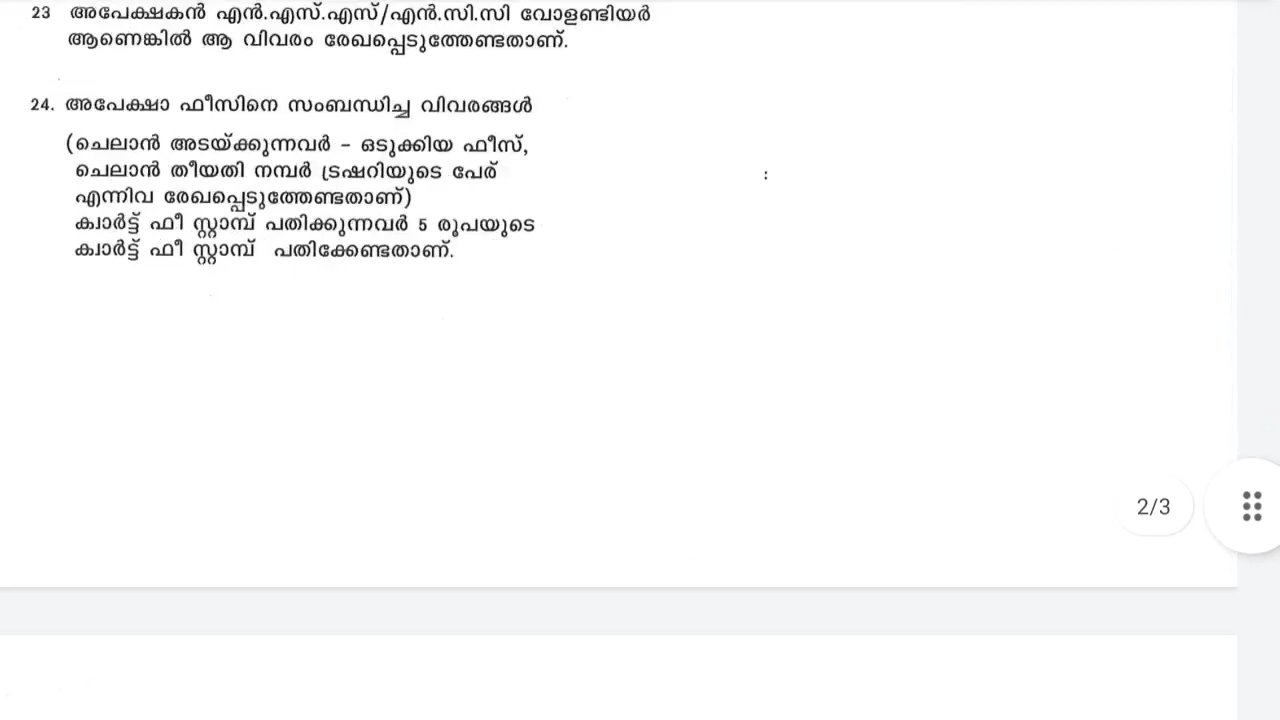 23 അപേക്ഷകൻ എൻ.എസ്.എസ്/എൻ.സി.സി വോളണ്ടിയർ
ആണെങ്കിൽ ആ വിവരം രേഖപ്പെടുത്തേണ്ടതാണ്.
24. അപേക്ഷാ ഫീസിനെ സംബന്ധിച്ച വിവരങ്ങൾ
(ചെലാൻ അടയ്ക്കുന്നവർ – ഒടുക്കിയ ഫീസ്,
ചെലാൻ തീയതി നമ്പർ ട്രഷറിയുടെ പേര് :
എന്നിവ രേഖപ്പെടുത്തേണ്ടതാണ്)
ക്വാർട്ട് ഫീ സ്റ്റാമ്പ് പതിക്കുന്നവർ 5 രൂപയുടെ
ക്വാർട്ട് ഫീ സ്റ്റാമ്പ് പതിക്കേണ്ടതാണ്.
2/3